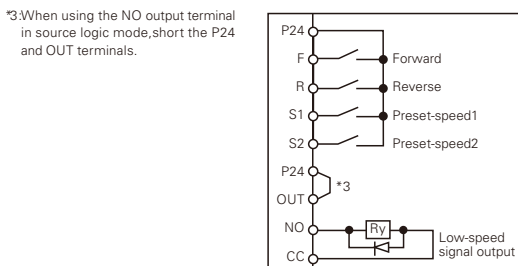 *3:When using the NO output terminal
in source logic mode,short the P24
and OUT terminals.
P24
F
Forward
R
Reverse
S1
Preset-speed1
S2
Preset-speed2
P24
*3
OUT
NO
Ry
Low-speed
signal output
CC